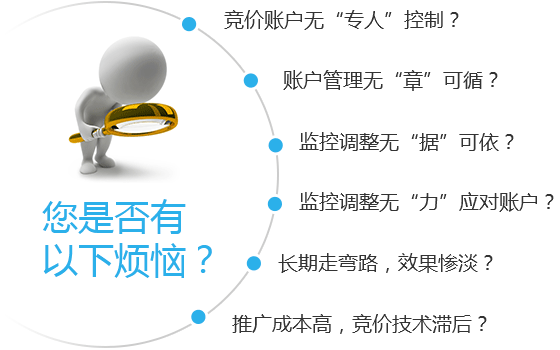 竞价账户无“专人”控制？
账户管理无“章”可循？
监控调整无“据”可依？
监控调整无“力”应对账户？
您是否有
以下烦恼？
长期走弯路，效果惨淡？
推广成本高，竞价技术滞后？